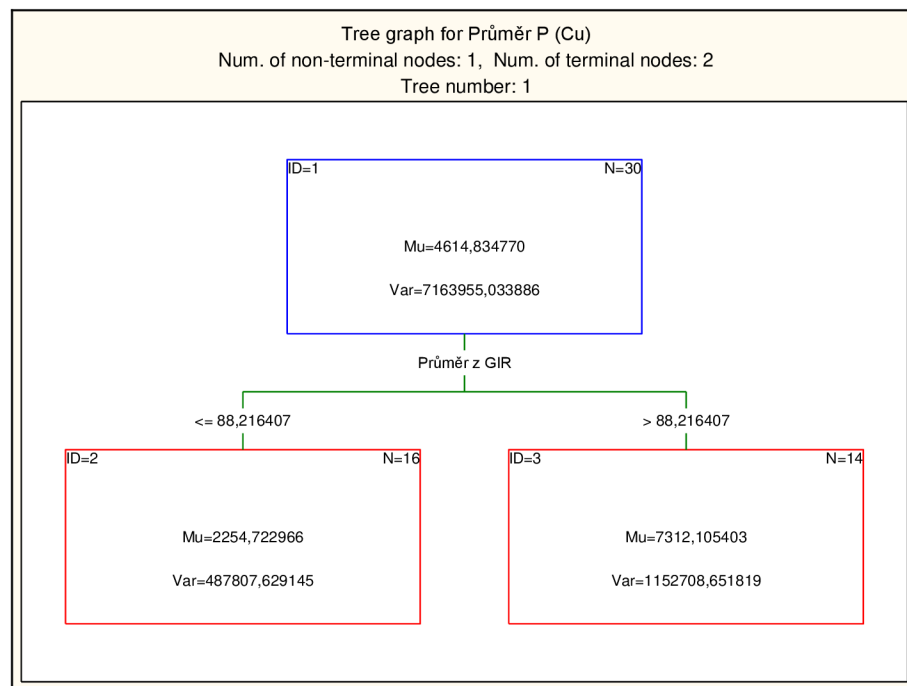 Tree graph for Průměr P (Cu)
Num. of non-terminal nodes: 1,  Num. of terminal nodes: 2
Tree number: 1
ID=1 N=30
Mu=4614,834770
Var=7163955,033886
Průměr z GIR
<= 88,216407 > 88,216407
ID=2 N=16 ID=3 N=14
Mu=2254,722966 Mu=7312,105403
Var=487807,629145 Var=1152708,651819